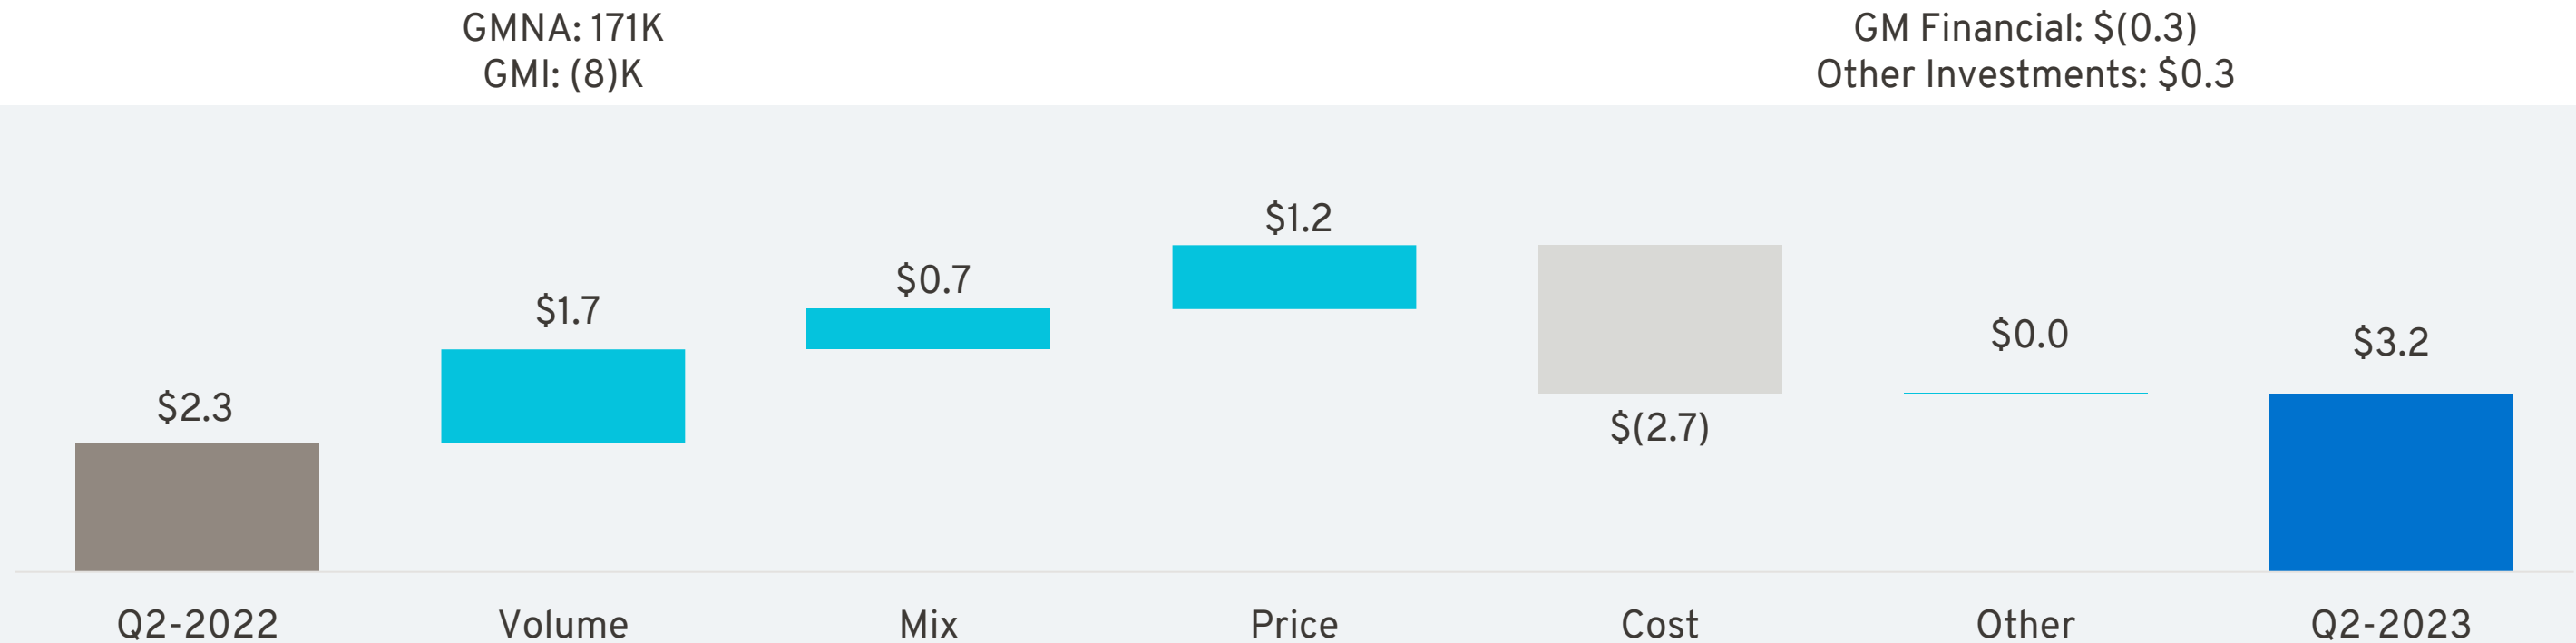 GMNA: 171K
GMI: (8)K
GM Financial: $(0.3)
Other Investments: $0.3
$2.3
$1.7
$0.7
$1.2
$(2.7)
$0.0
$3.2
Q2-2022
Volume
Mix
Price
Cost
Other
Q2-2023